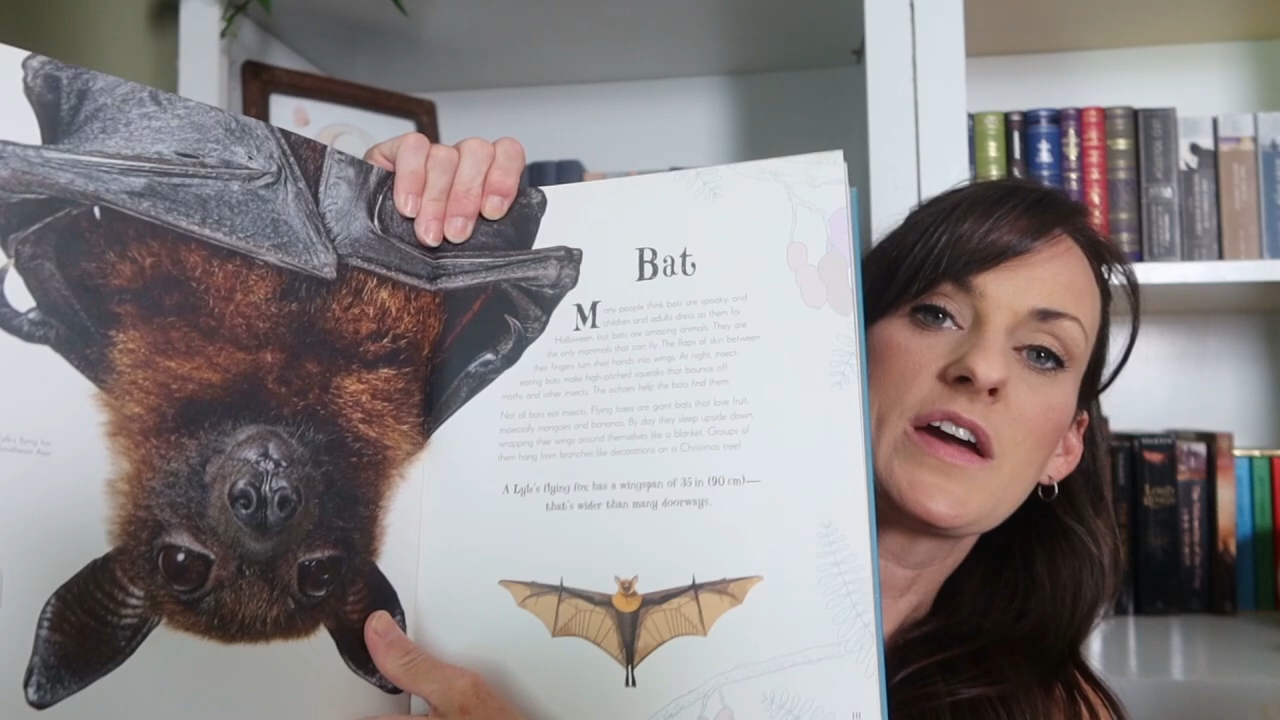 Bat
Many people think bats are spooky, and
children and adults dress as them for
Halloween, but bats are amazing animals. They are
the only mammals that can fly. The flaps of skin between
their fingers turn their hands into wings. At night, insect-
eating bats make high-pitched squeaks that bounce off
moths and other insects. The echoes help the bats find them.
Not all bats eat insects. Flying foxes are giant bats that love fruit,
especially mangoes and bananas. By day they sleep upside down,
wrapping their wings around themselves like a blanket. Groups of
them hang from branches like decorations on a Christmas tree!
A Lyle's flying fox has a wingspan of 35 in (90 cm)—
that's wider than many doorways.
Lyle's flying fox
Southeast Asia
111